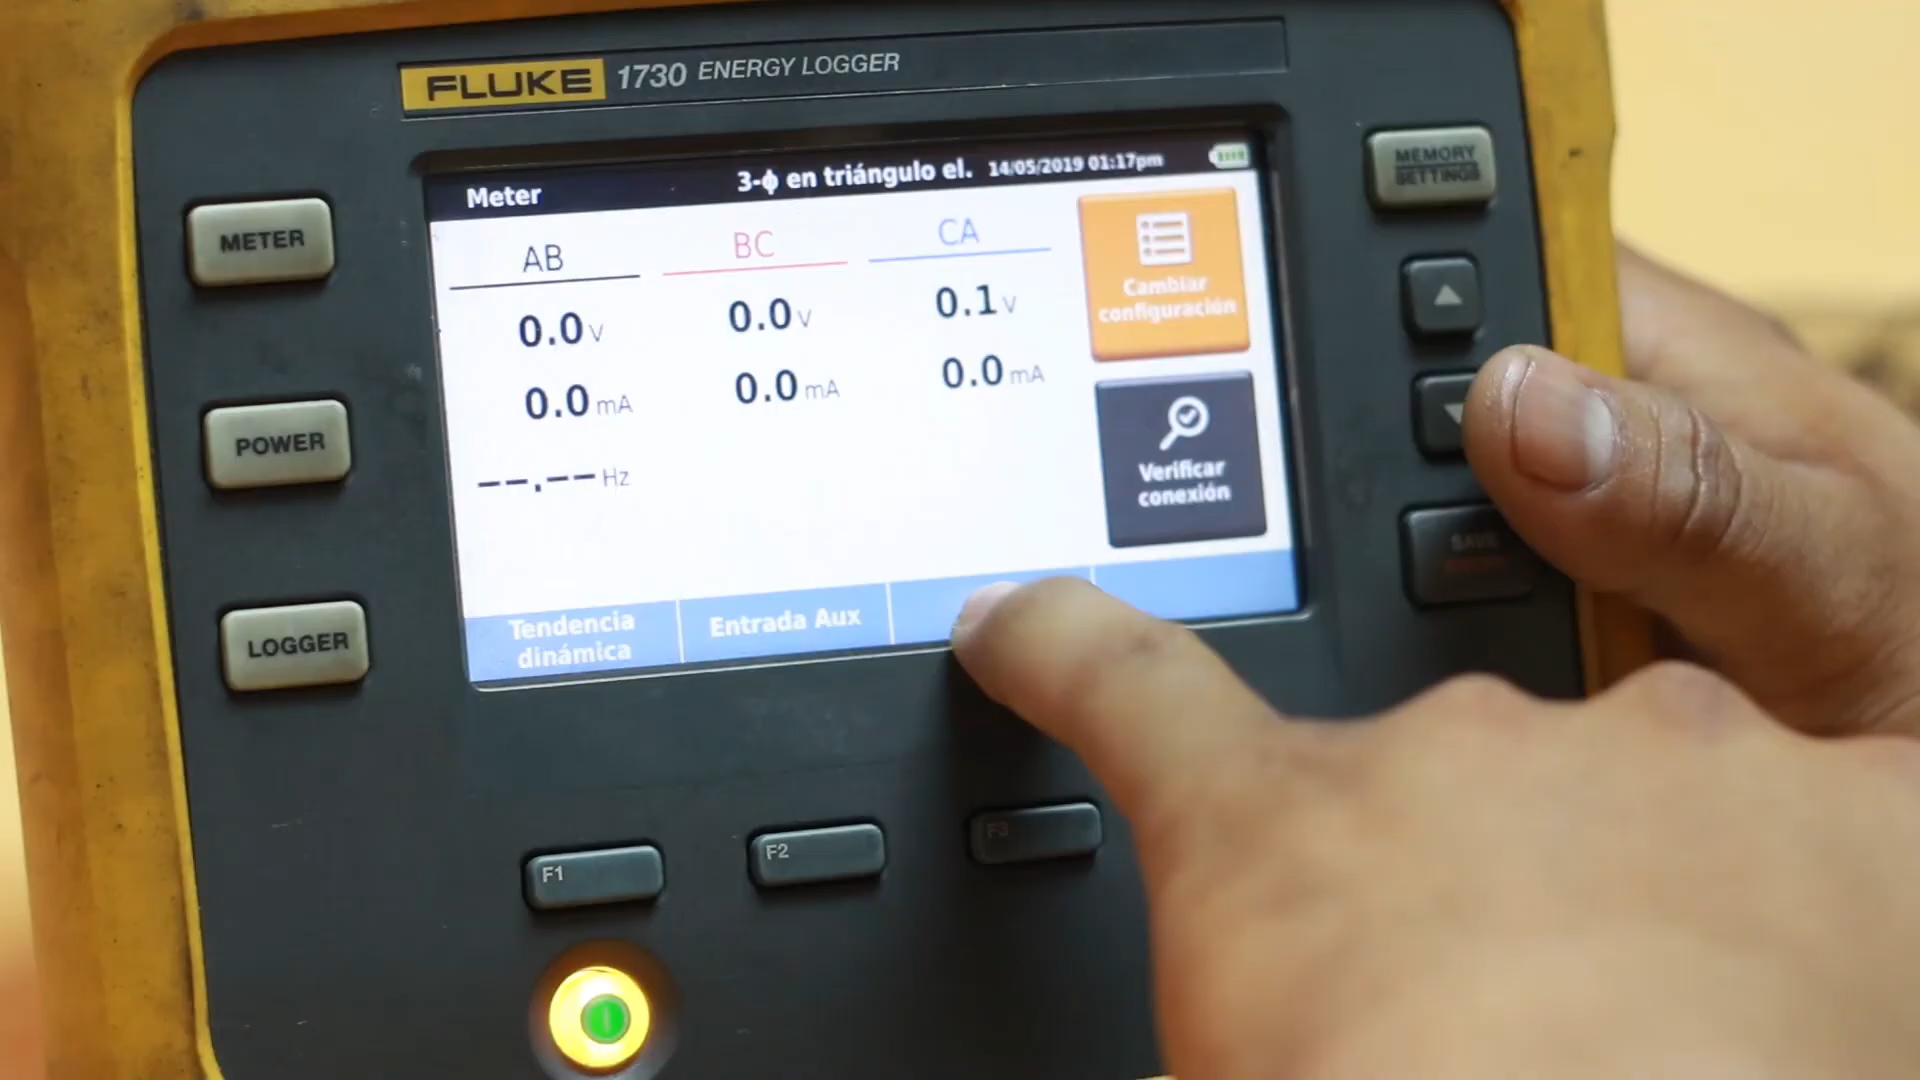 FLUKE 1730 ENERGY LOGGER
Meter 3-ϕ en triángulo el. 14/05/2019 01:17pm
AB BC CA
0.0 V 0.0 V 0.1 V
0.0 mA 0.0 mA 0.0 mA
--.-- Hz
Cambiar
configuración
Verificar
conexión
Tendencia
dinámica
Entrada Aux
METER
POWER
LOGGER
MEMORY
SETTINGS
SAVE
F1
F2
F3